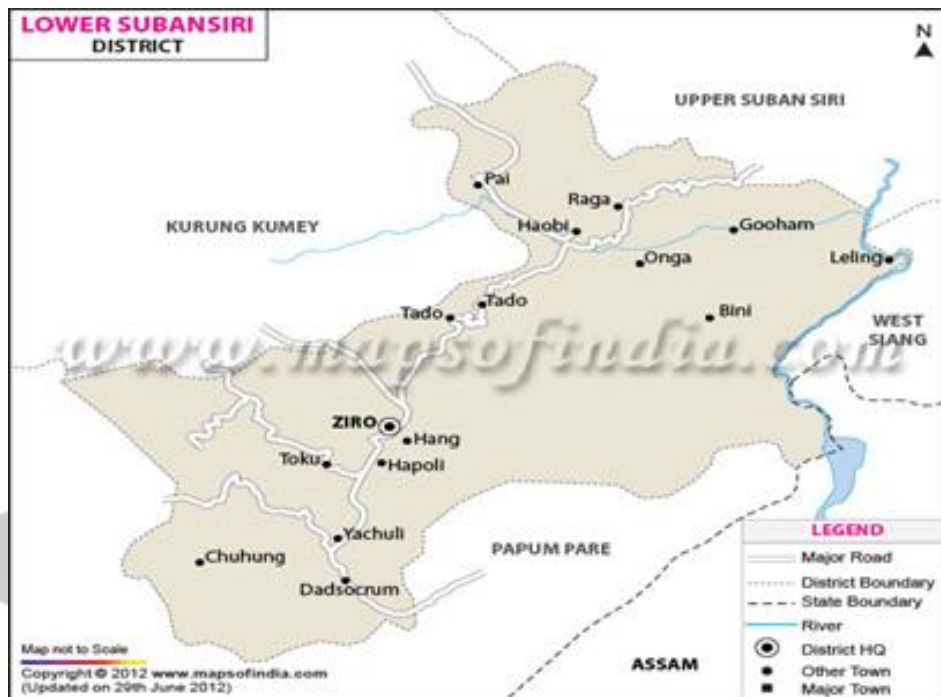 LOWER SUBANSIRI
DISTRICT
N
UPPER SUBAN SIRI
Pai
Raga
KURUNG KUMEY
Haobi
Gooham
Onga
Leling
Tado
Tado
Bini
WEST
SIANG
www.mapsofindia.com
ZIRO
Hang
Toku
Hapoli
Yachuli
Chuhung
PAPUM PARE
Dadsocrum
ASSAM
LEGEND
Major Road
District Boundary
State Boundary
River
District HQ
Other Town
Major Town
Map not to Scale
Copyright © 2012 www.mapsofindia.com
(Updated on 29th June 2012)